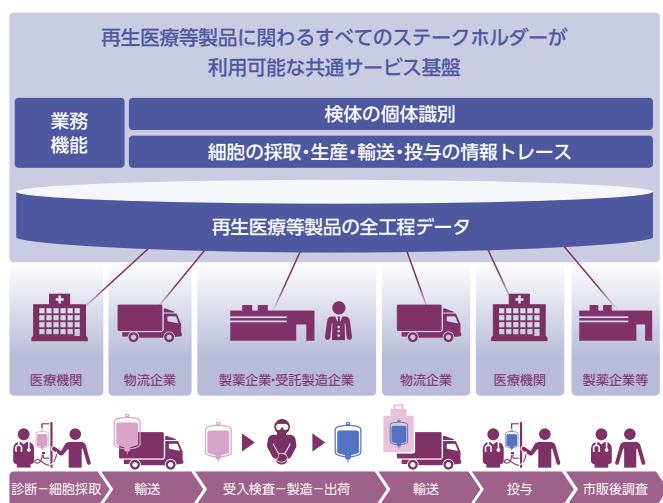 再生医療等製品に関わるすべてのステークホルダーが
利用可能な共通サービス基盤
業務
機能
検体の個体識別
細胞の採取・生産・輸送・投与の情報トレース
再生医療等製品の全工程データ
医療機関
物流企業
製薬企業・受託製造企業
物流企業
医療機関
製薬企業等
診断－細胞採取
輸送
受入検査－製造－出荷
輸送
投与
市販後調査